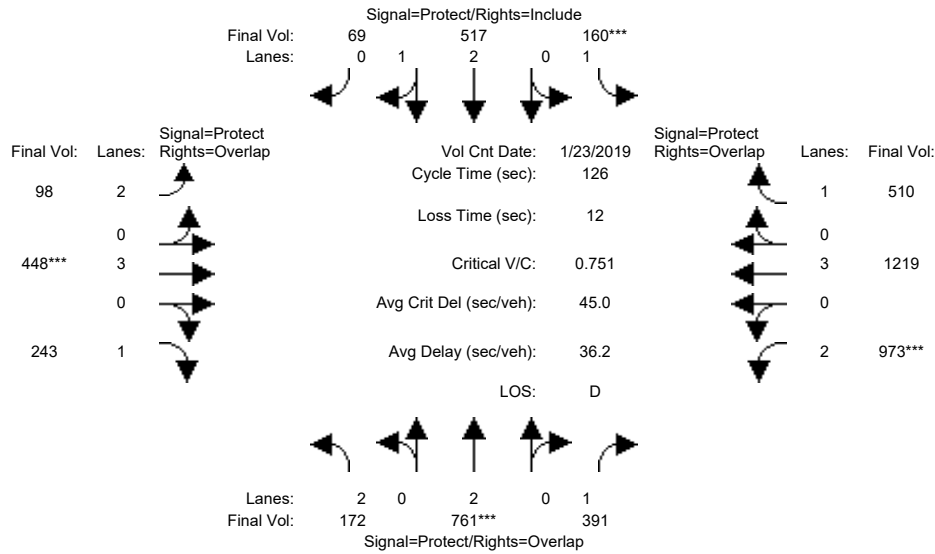 Signal=Protect/Rights=Include
Final Vol: 69 517 160***
Lanes: 0 1 2 0 1
Signal=Protect
Final Vol: Lanes: Rights=Overlap
Vol Cnt Date: 1/23/2019
Signal=Protect
Rights=Overlap Lanes: Final Vol:
Cycle Time (sec): 126
98 2
1 510
Loss Time (sec): 12
0
0
448*** 3
Critical V/C: 0.751
3 1219
0
Avg Crit Del (sec/veh): 45.0
0
243 1
Avg Delay (sec/veh): 36.2
2 973***
LOS: D
Lanes: 2 0 2 0 1
Final Vol: 172 761*** 391
Signal=Protect/Rights=Overlap